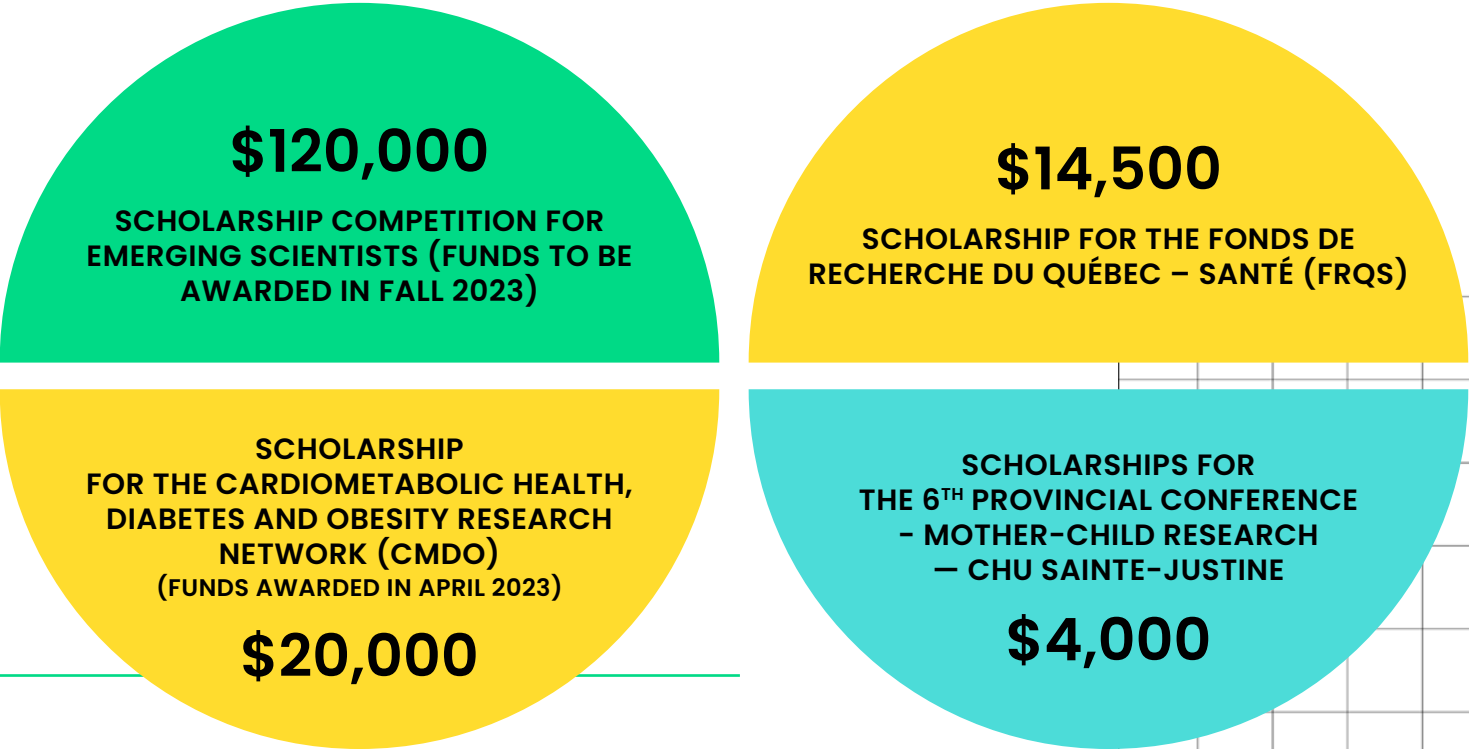 $120,000
SCHOLARSHIP COMPETITION FOR
EMERGING SCIENTISTS (FUNDS TO BE
AWARDED IN FALL 2023)
$14,500
SCHOLARSHIP FOR THE FONDS DE
RECHERCHE DU QUÉBEC – SANTÉ (FRQS)
SCHOLARSHIP
FOR THE CARDIOMETABOLIC HEALTH,
DIABETES AND OBESITY RESEARCH
NETWORK (CMDO)
(FUNDS AWARDED IN APRIL 2023)
$20,000
SCHOLARSHIPS FOR
THE 6TH PROVINCIAL CONFERENCE
- MOTHER-CHILD RESEARCH
— CHU SAINTE-JUSTINE
$4,000